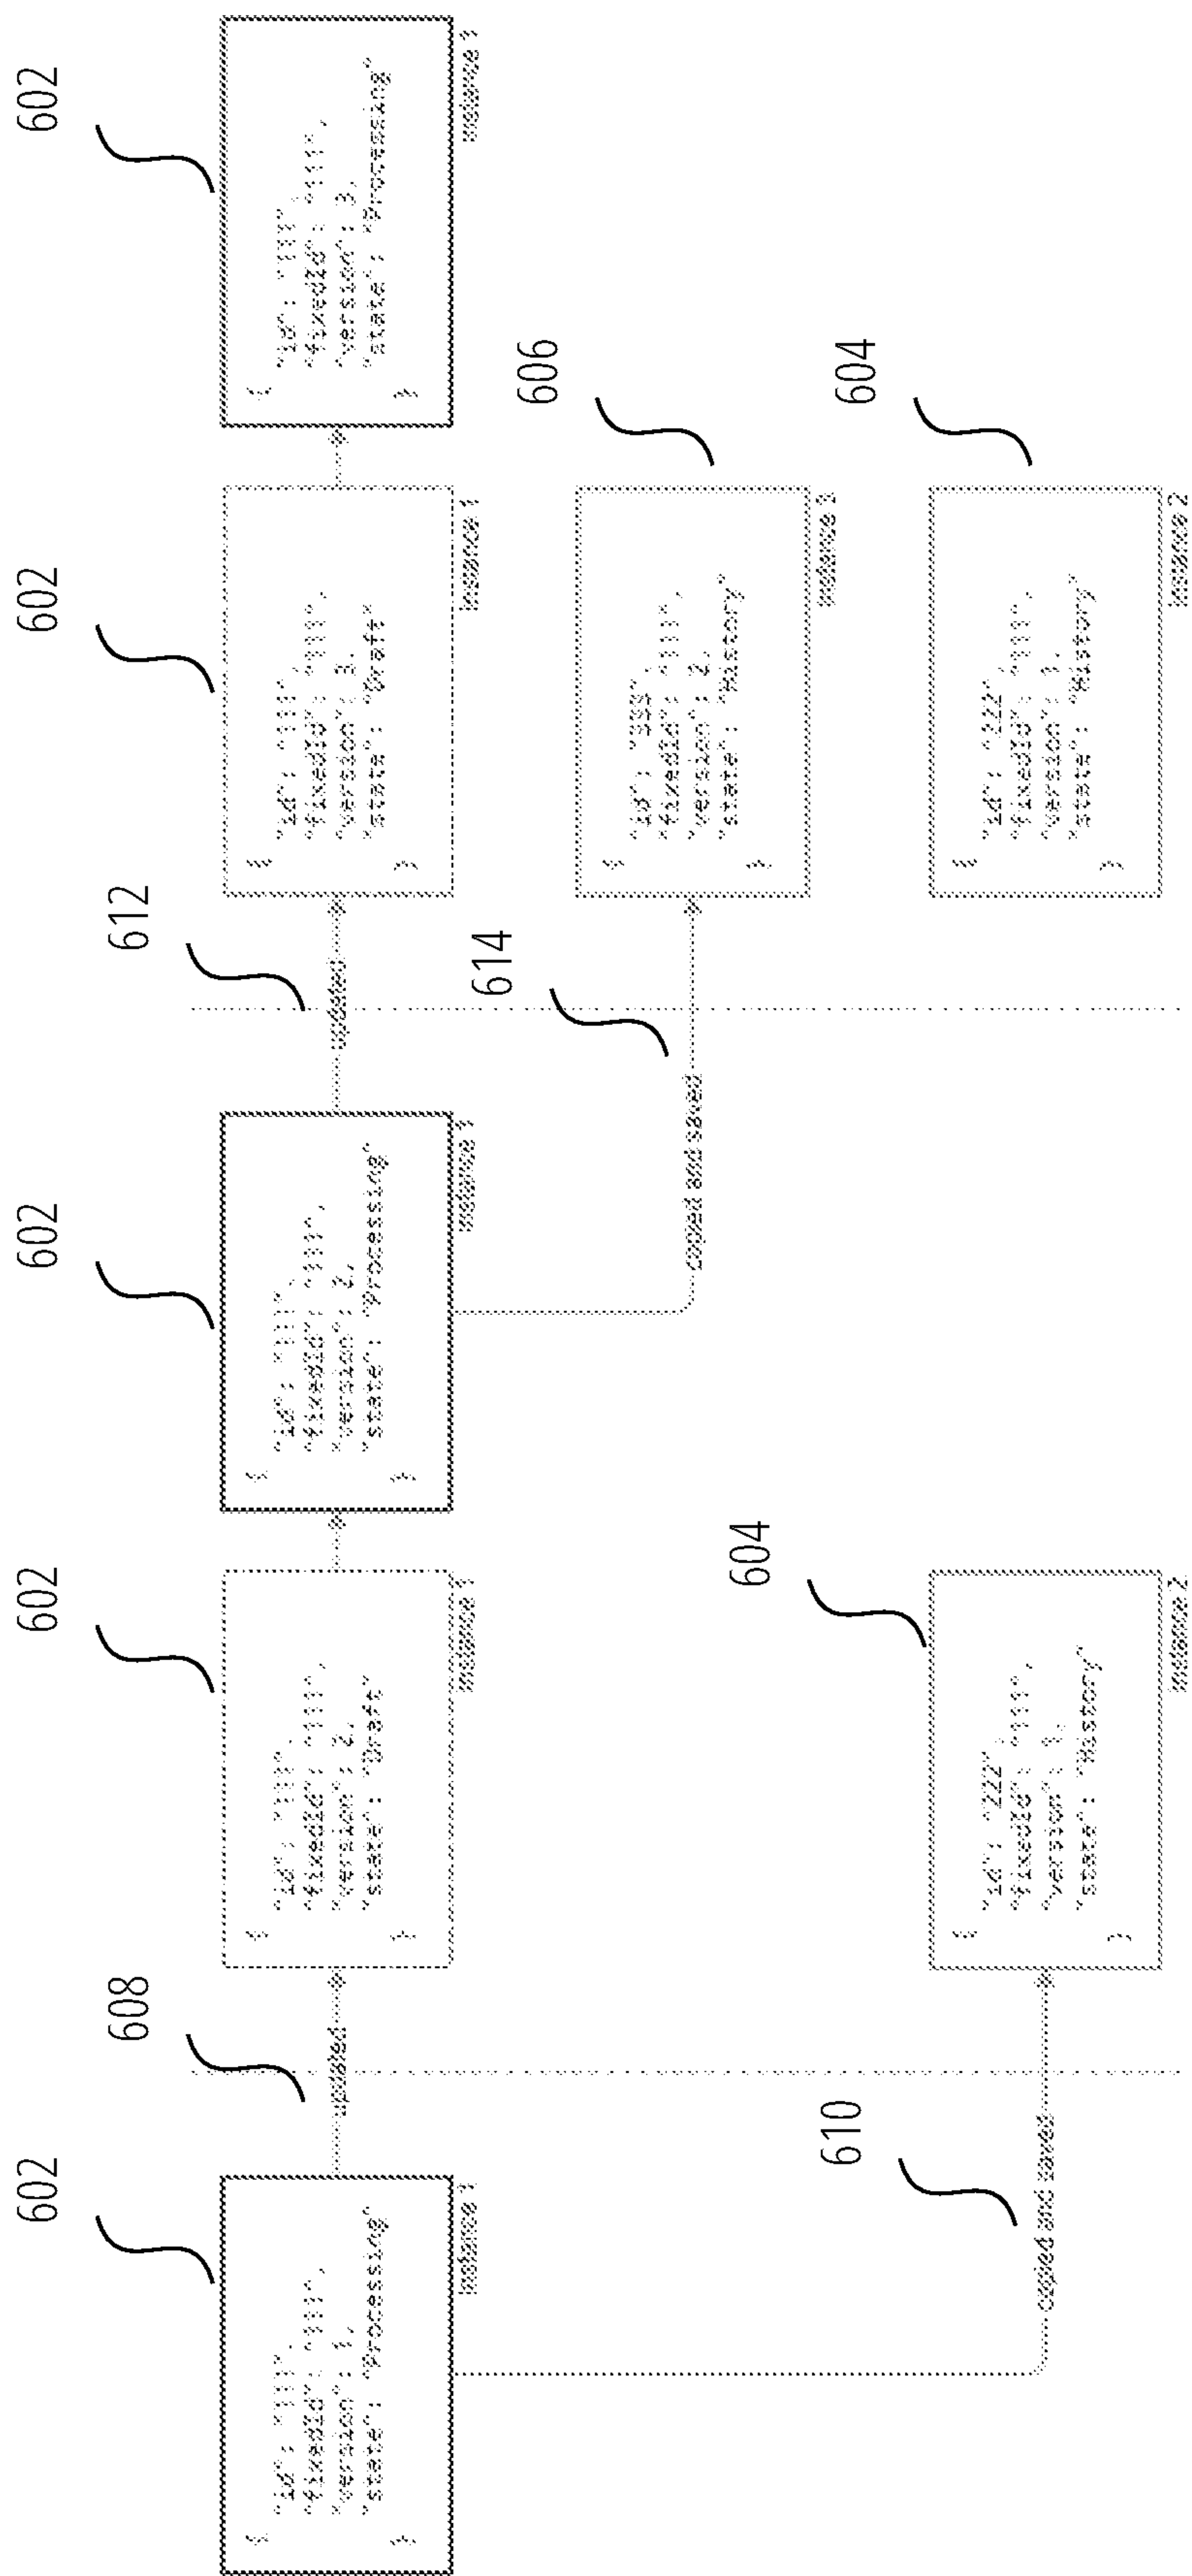 602
{
"id": "111",
"fixedId": "111",
"version": 1,
"state": "Processing"
}
Instance 1
608
updated
602
{
"id": "111",
"fixedId": "111",
"version": 2,
"state": "Draft"
}
Instance 1
602
{
"id": "111",
"fixedId": "111",
"version": 2,
"state": "Processing"
}
Instance 1
612
updated
602
{
"id": "111",
"fixedId": "111",
"version": 3,
"state": "Draft"
}
Instance 1
602
{
"id": "111",
"fixedId": "111",
"version": 3,
"state": "Processing"
}
Instance 1
614
copied and saved
606
{
"id": "333",
"fixedId": "111",
"version": 2,
"state": "History"
}
Instance 3
610
copied and saved
604
{
"id": "222",
"fixedId": "111",
"version": 1,
"state": "History"
}
Instance 2
604
{
"id": "222",
"fixedId": "111",
"version": 1,
"state": "History"
}
Instance 2